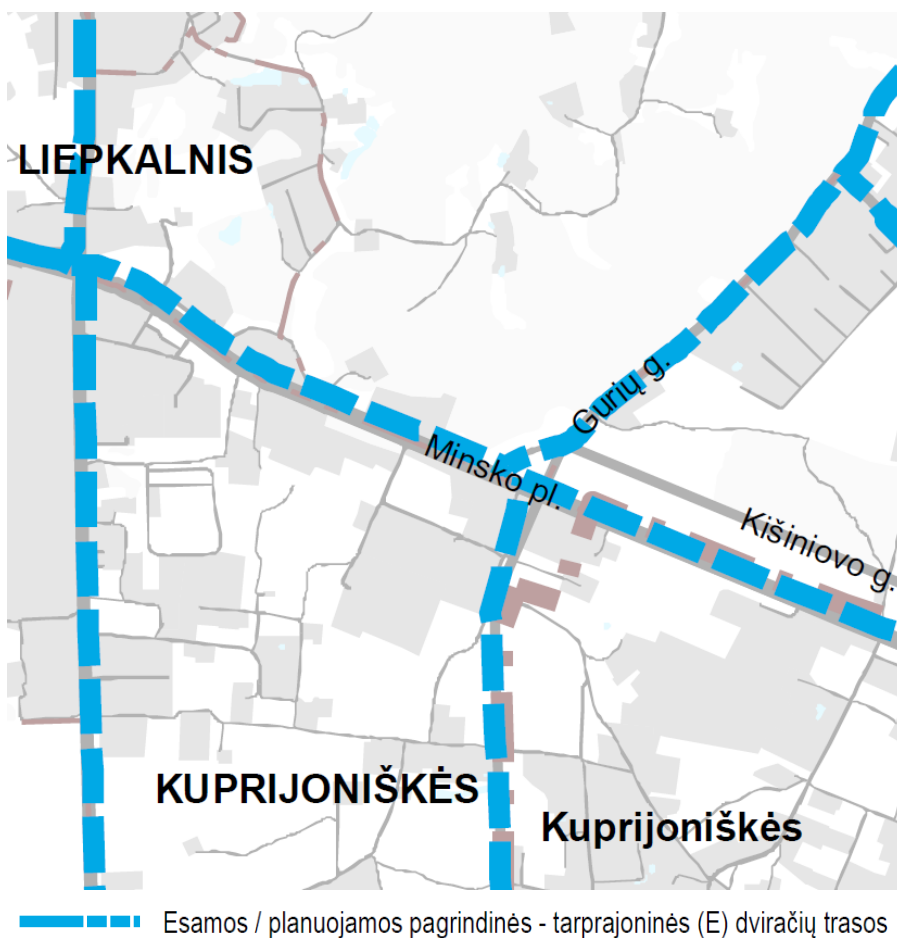 LIEPKALNIS
Gurių g.
Minsko pl.
Kišiniovo g.
KUPRIJONIŠKĖS
Kuprijoniškės
Esamos / planuojamos pagrindinės - tarprajoninės (E) dviračių trasos